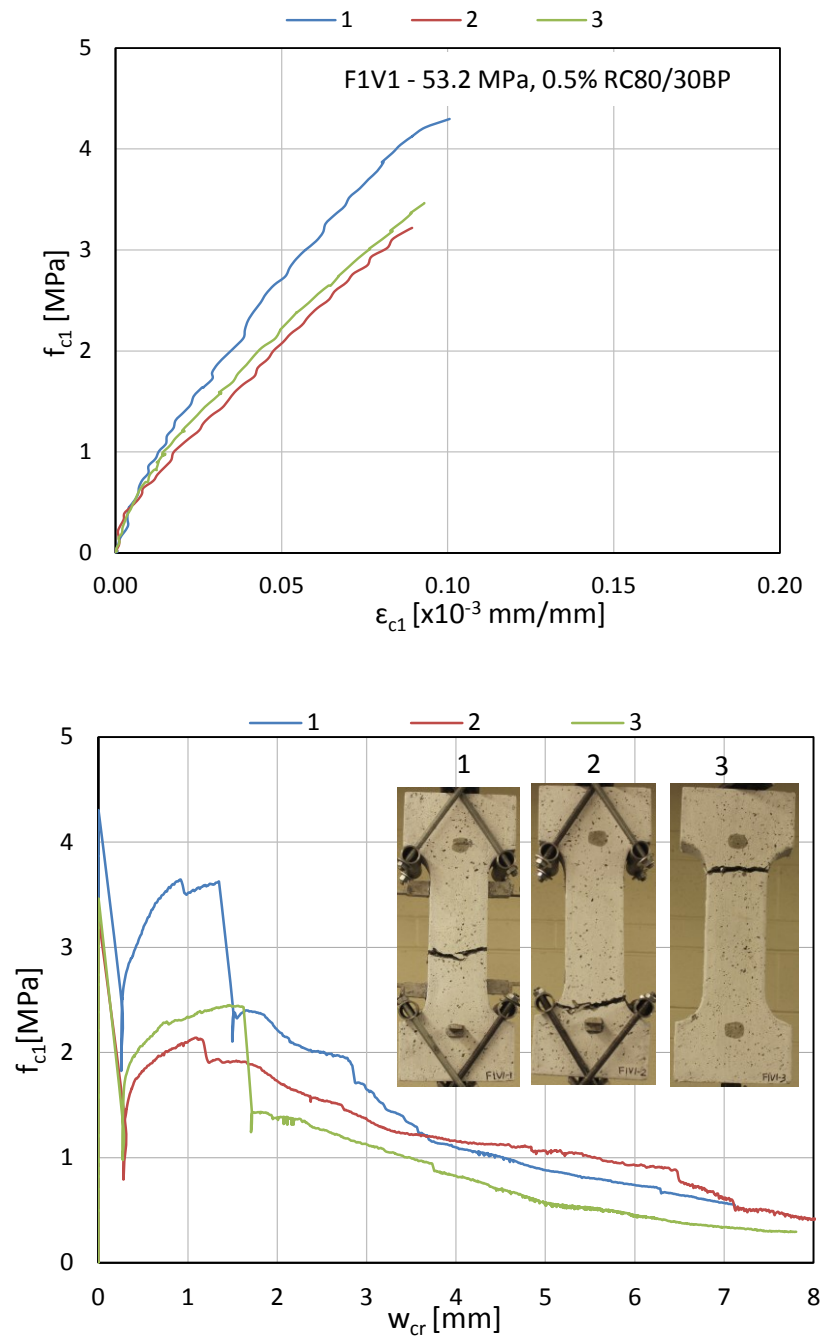 1 2 3
F1V1 - 53.2 MPa, 0.5% RC80/30BP
5
4
3
2
1
0
f_c1 [MPa]
0.00 0.05 0.10 0.15 0.20
ε_c1 [x10⁻³ mm/mm]
1 2 3
5
4
3
2
1
0
f_c1 [MPa]
1 2 3
F1V1-1 F1V1-2 F1V1-3
0 1 2 3 4 5 6 7 8
w_cr [mm]